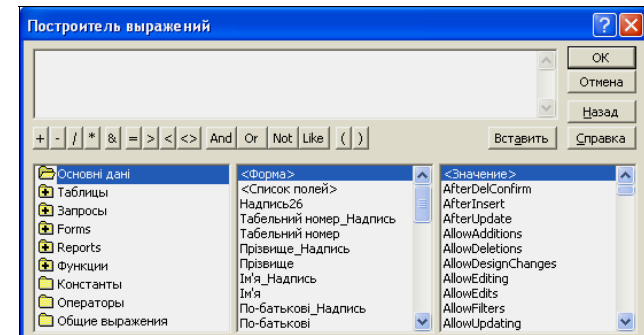 Построитель выражений
OK
Отмена
Назад
+ - / * & = > < <> And Or Not Like ( ) Вставить Справка
Основні дані
Таблицы
Запросы
Forms
Reports
Функции
Константы
Операторы
Общие выражения
<Форма>
<Список полей>
Надпись26
Табельний номер_Надпись
Табельний номер
Прізвище_Надпись
Прізвище
Ім'я_Надпись
Ім'я
По-батькові_Надпись
По-батькові
<Значение>
AfterDelConfirm
AfterInsert
AfterUpdate
AllowAdditions
AllowDeletions
AllowDesignChanges
AllowEditing
AllowEdits
AllowFilters
AllowUpdating